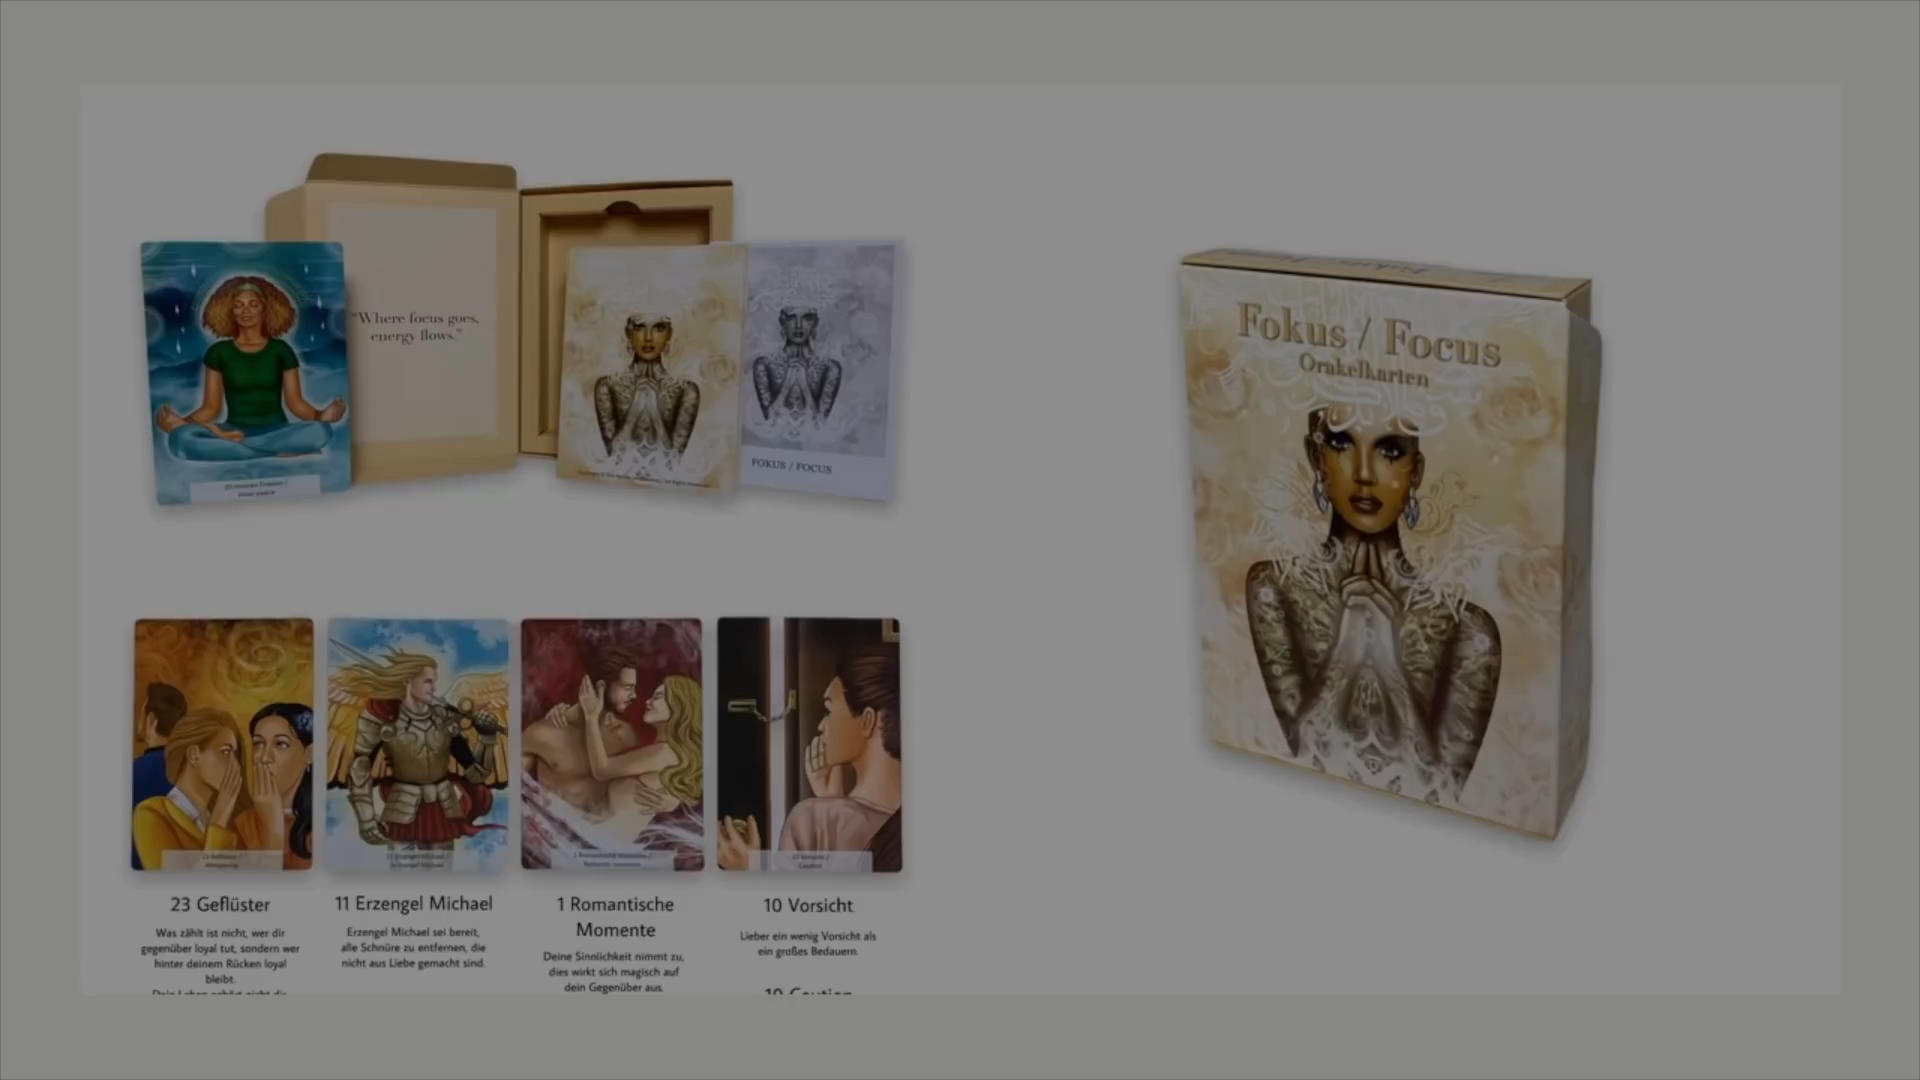 "Where focus goes,
energy flows."
FOKUS / FOCUS
Fokus / Focus
Orakelkarten
23 Geflüster
Was zählt ist nicht, wer dir
gegenüber loyal tut, sondern wer
hinter deinem Rücken loyal
bleibt.
11 Erzengel Michael
Erzengel Michael sei bereit,
alle Schnüre zu entfernen, die
nicht aus Liebe gemacht sind.
1 Romantische
Momente
Deine Sinnlichkeit nimmt zu,
dies wirkt sich magisch auf
dein Gegenüber aus.
10 Vorsicht
Lieber ein wenig Vorsicht als
ein großes Bedauern.
10 Caution